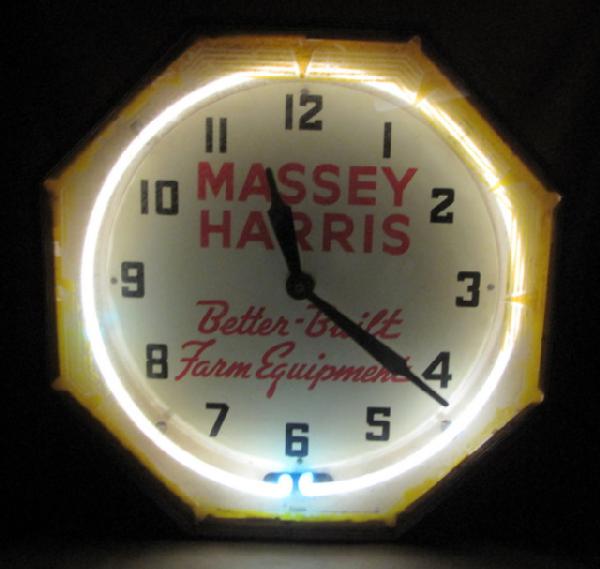 12
11 1
MASSEY
10 2
HARRIS
9 3
Better-Built
8 Farm Equipment 4
7 5
6